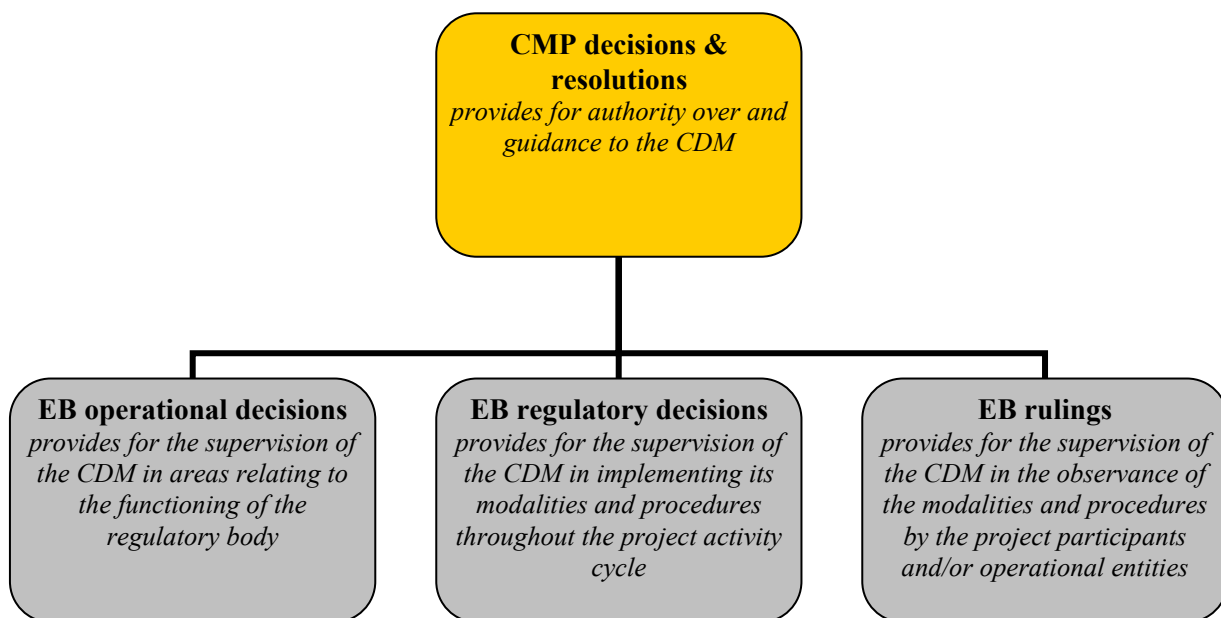 CMP decisions &
resolutions
provides for authority over and
guidance to the CDM
EB operational decisions
provides for the supervision of
the CDM in areas relating to
the functioning of the
regulatory body
EB regulatory decisions
provides for the supervision of
the CDM in implementing its
modalities and procedures
throughout the project activity
cycle
EB rulings
provides for the supervision of
the CDM in the observance of
the modalities and procedures
by the project participants
and/or operational entities